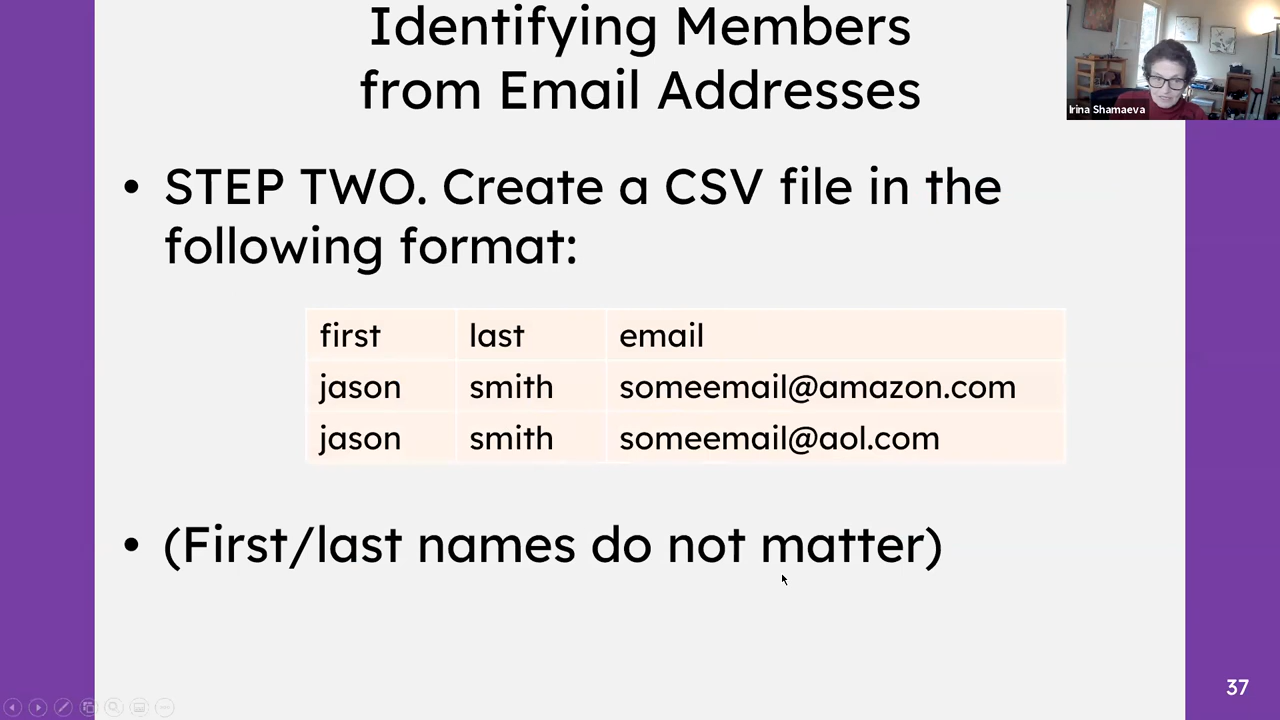 Identifying Members
from Email Addresses
Irina Shamaeva
• STEP TWO. Create a CSV file in the
following format:
first last email
jason smith someemail@amazon.com
jason smith someemail@aol.com
• (First/last names do not matter)
37